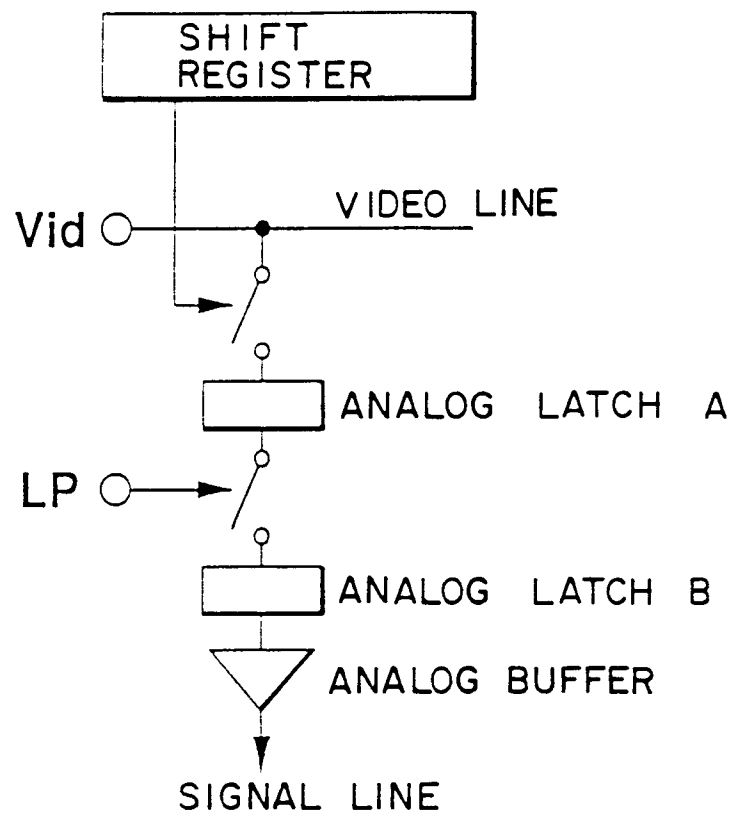 SHIFT
REGISTER
VIDEO LINE
Vid
ANALOG LATCH A
LP
ANALOG LATCH B
ANALOG BUFFER
SIGNAL LINE